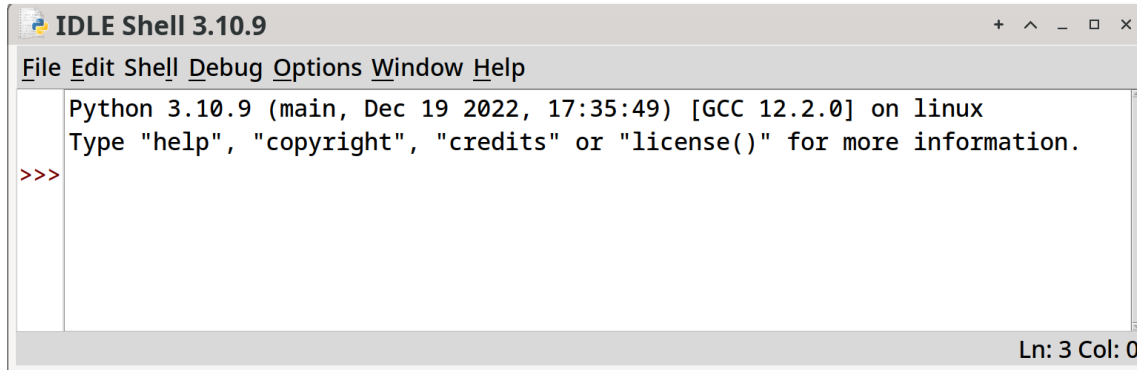 IDLE Shell 3.10.9
File Edit Shell Debug Options Window Help
Python 3.10.9 (main, Dec 19 2022, 17:35:49) [GCC 12.2.0] on linux
Type "help", "copyright", "credits" or "license()" for more information.
>>>
Ln: 3 Col: 0